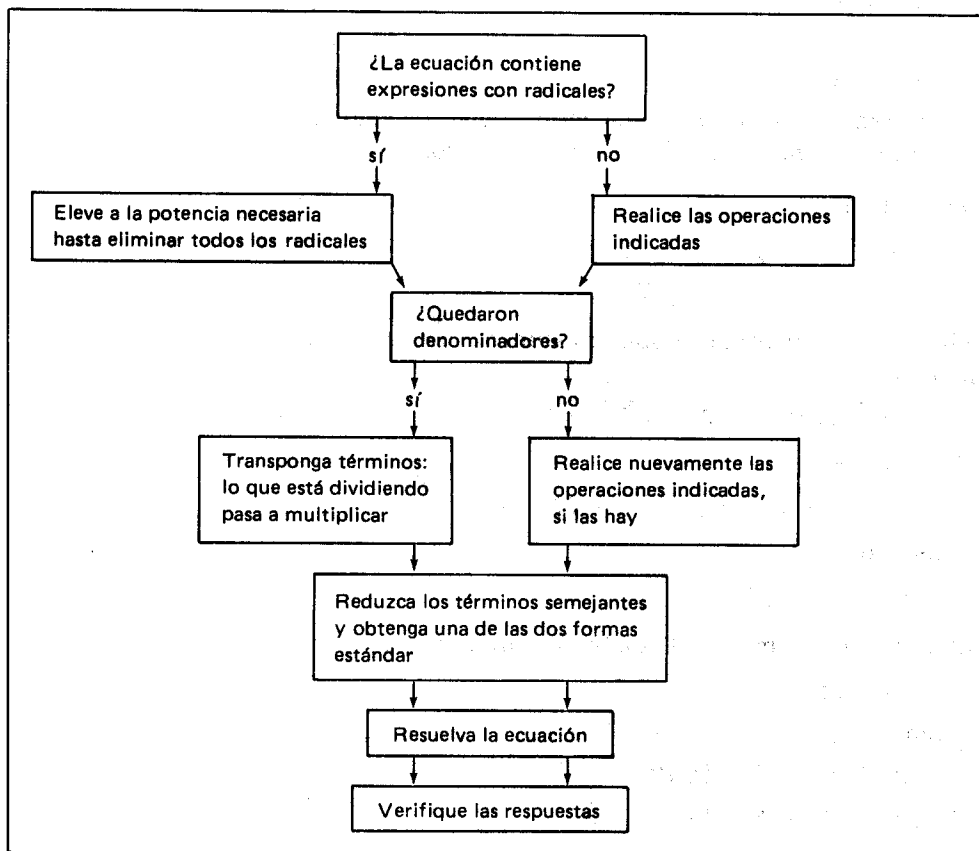 ¿La ecuación contiene
expresiones con radicales?
sí
no
Eleve a la potencia necesaria
hasta eliminar todos los radicales
Realice las operaciones
indicadas
¿Quedaron
denominadores?
sí
no
Transponga términos:
lo que está dividiendo
pasa a multiplicar
Realice nuevamente las
operaciones indicadas,
si las hay
Reduzca los términos semejantes
y obtenga una de las dos formas
estándar
Resuelva la ecuación
Verifique las respuestas